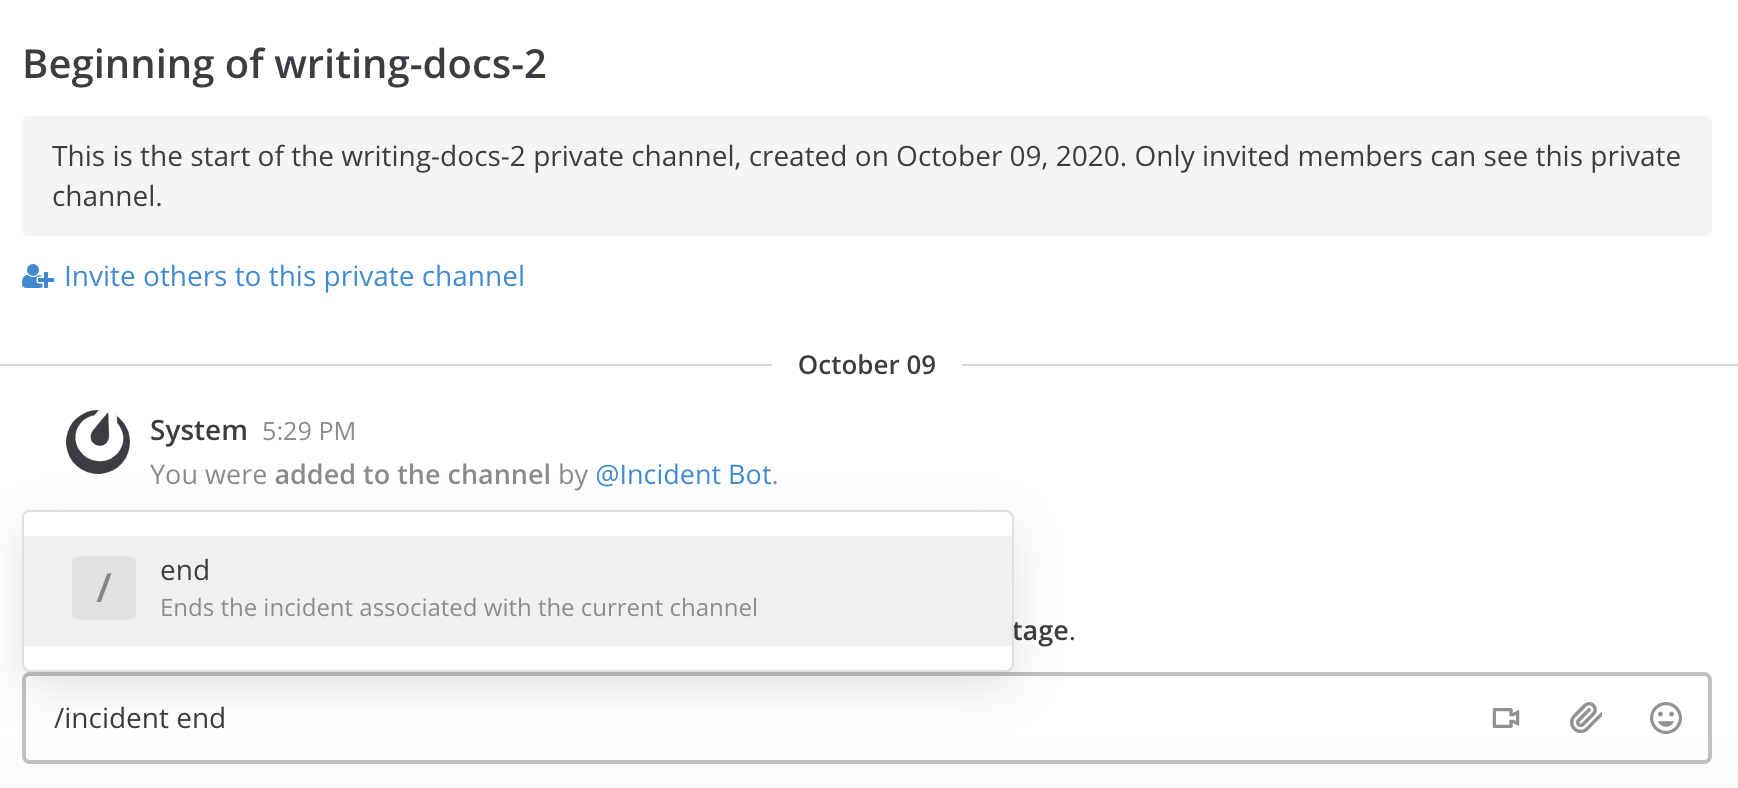 Beginning of writing-docs-2
This is the start of the writing-docs-2 private channel, created on October 09, 2020. Only invited members can see this private
channel.
Invite others to this private channel
October 09
System 5:29 PM
You were added to the channel by @Incident Bot.
/ end
Ends the incident associated with the current channel
tage.
/incident end